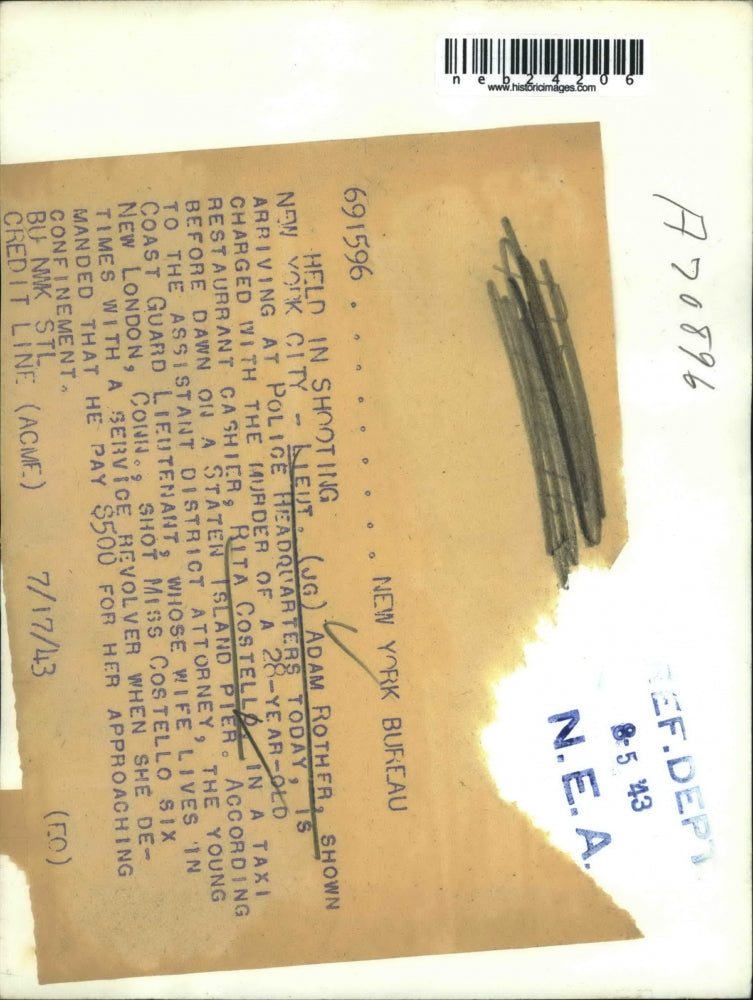 neb24206
www.historicimages.com
A70896
REF.DEPT
8-5 '43
N.E.A.
691596 . . . . . . . . . NEW YORK BUREAU
HELD IN SHOOTING
NEW YORK CITY - LIEUT. (JG) ADAM ROTHER, SHOWN
ARRIVING AT POLICE HEADQUARTERS TODAY, IS
CHARGED WITH THE MURDER OF A 28-YEAR-OLD
RESTAURRANT CASHIER, RITA COSTELLO, IN A TAXI
BEFORE DAWN ON A STATEN ISLAND PIER. ACCORDING
TO THE ASSISTANT DISTRICT ATTORNEY, THE YOUNG
COAST GUARD LIEUTENANT, WHOSE WIFE LIVES IN
NEW LONDON, CONN., SHOT MISS COSTELLO SIX
TIMES WITH A SERVICE REVOLVER WHEN SHE DE-
MANDED THAT HE PAY $500 FOR HER APPROACHING
CONFINEMENT.
BU NWK STL
CREDIT LINE (ACME) 7/17/43 (EO)